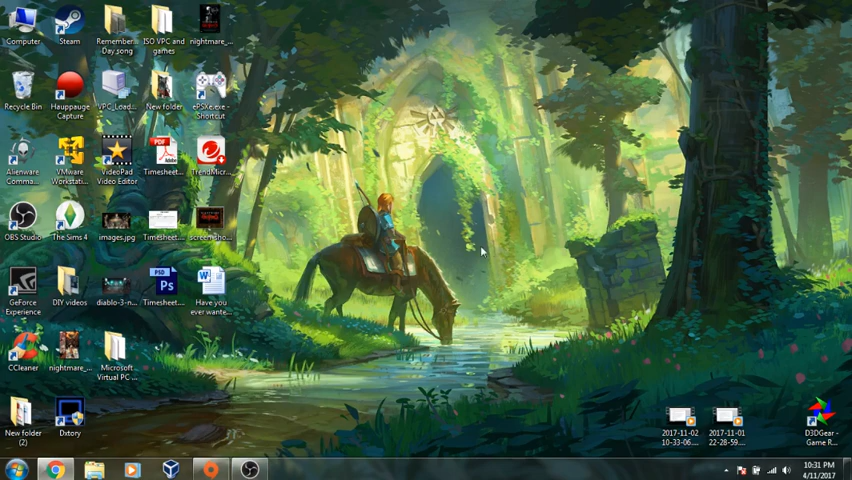 Computer
Steam
Remember...
Day song
ISO VPC and
games
nightmare_...
Recycle Bin
Hauppauge
Capture
VPC_Load...
New folder
ePSXe.exe -
Shortcut
Alienware
Comma...
VMware
Workstati...
VideoPad
Video Editor
Timesheet...
TrendMicr...
OBS Studio
The Sims 4
images.jpg
Timesheet...
screensho...
GeForce
Experience
DIY videos
diablo-3-n...
Timesheet...
Have you
ever wante...
CCleaner
nightmare_...
Microsoft
Virtual PC ...
New folder
(2)
Dxtory
2017-11-02
10-33-06....
2017-11-01
22-28-59....
D3DGear -
Game R...
10:31 PM
4/11/2017